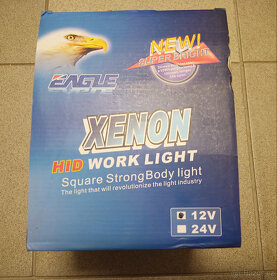 NEW!
SUPER BRIGHT
EAGLE
XENON
HID WORK LIGHT
Square StrongBody light
The light that will revolutionize the light industry
12V
24V